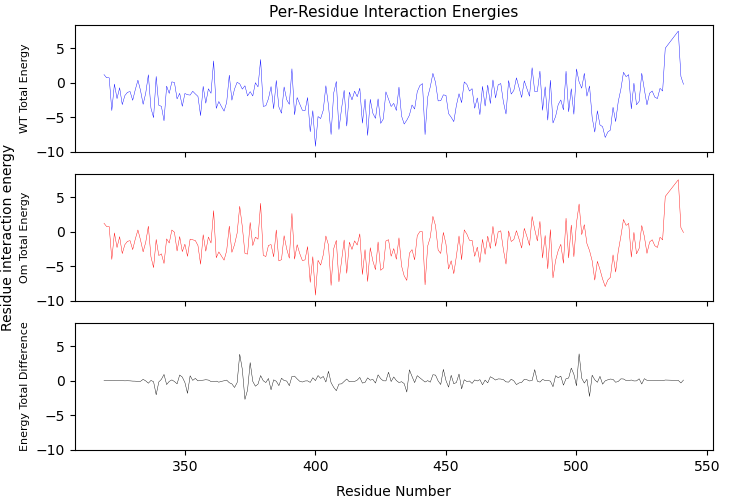 Per-Residue Interaction Energies
Residue interaction energy
WT Total Energy
5
0
−5
−10
Om Total Energy
5
0
−5
−10
Energy Total Difference
5
0
−5
−10
350 400 450 500 550
Residue Number